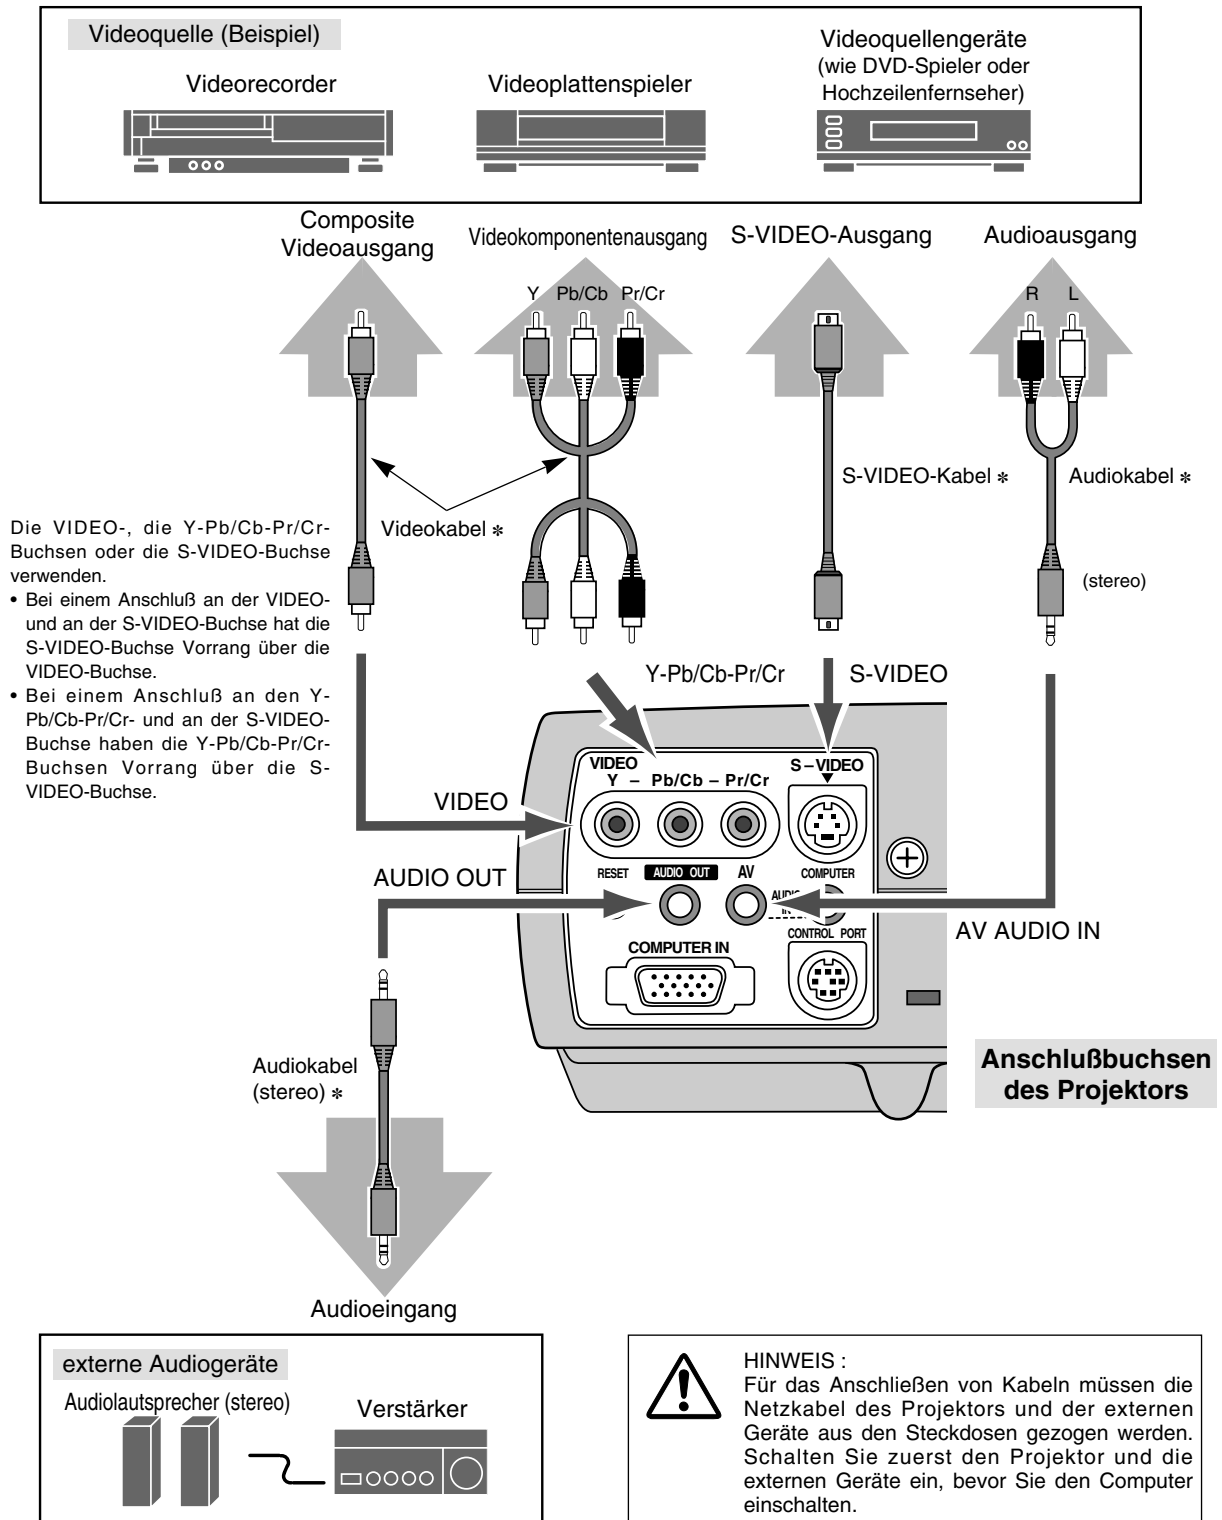 Videoquelle (Beispiel)
Videorecorder
Videoplattenspieler
Videoquellengeräte
(wie DVD-Spieler oder
Hochzeilenfernseher)
Composite
Videoausgang
Videokomponentenausgang
S-VIDEO-Ausgang
Audioausgang
Y Pb/Cb Pr/Cr
R L
S-VIDEO-Kabel *
Audiokabel *
Videokabel *
(stereo)
Die VIDEO-, die Y-Pb/Cb-Pr/Cr-
Buchsen oder die S-VIDEO-Buchse
verwenden.
• Bei einem Anschluß an der VIDEO-
und an der S-VIDEO-Buchse hat die
S-VIDEO-Buchse Vorrang über die
VIDEO-Buchse.
• Bei einem Anschluß an den Y-
Pb/Cb-Pr/Cr- und an der S-VIDEO-
Buchse haben die Y-Pb/Cb-Pr/Cr-
Buchsen Vorrang über die S-
VIDEO-Buchse.
Y-Pb/Cb-Pr/Cr
S-VIDEO
VIDEO
Y – Pb/Cb – Pr/Cr
S–VIDEO
VIDEO
AUDIO OUT
RESET
AUDIO OUT
AV
COMPUTER
CONTROL PORT
COMPUTER IN
AV AUDIO IN
Anschlußbuchsen
des Projektors
Audiokabel
(stereo) *
Audioeingang
externe Audiogeräte
Audiolautsprecher (stereo)
Verstärker
HINWEIS :
Für das Anschließen von Kabeln müssen die
Netzkabel des Projektors und der externen
Geräte aus den Steckdosen gezogen werden.
Schalten Sie zuerst den Projektor und die
externen Geräte ein, bevor Sie den Computer
einschalten.